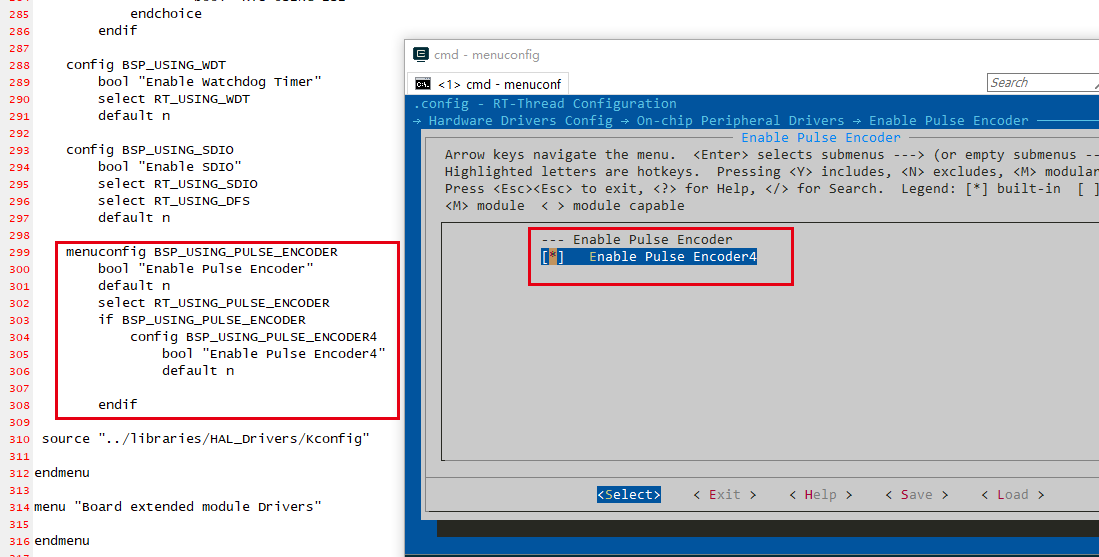 285 endchoice
286 endif
287
288 config BSP_USING_WDT
289 bool "Enable Watchdog Timer"
290 select RT_USING_WDT
291 default n
292
293 config BSP_USING_SDIO
294 bool "Enable SDIO"
295 select RT_USING_SDIO
296 select RT_USING_DFS
297 default n
298
299 menuconfig BSP_USING_PULSE_ENCODER
300 bool "Enable Pulse Encoder"
301 default n
302 select RT_USING_PULSE_ENCODER
303 if BSP_USING_PULSE_ENCODER
304 config BSP_USING_PULSE_ENCODER4
305 bool "Enable Pulse Encoder4"
306 default n
307
308 endif
309
310 source "../libraries/HAL_Drivers/Kconfig"
311
312 endmenu
313
314 menu "Board extended module Drivers"
315
316 endmenu
cmd - menuconfig
<1> cmd - menuconf
Search
.config - RT-Thread Configuration
→ Hardware Drivers Config → On-chip Peripheral Drivers → Enable Pulse Encoder
Enable Pulse Encoder
Arrow keys navigate the menu. <Enter> selects submenus ---> (or empty submenus --
Highlighted letters are hotkeys. Pressing <Y> includes, <N> excludes, <M> modular
Press <Esc><Esc> to exit, <?> for Help, </> for Search. Legend: [*] built-in [ ]
<M> module < > module capable
--- Enable Pulse Encoder
[*] Enable Pulse Encoder4
<Select> < Exit > < Help > < Save > < Load >